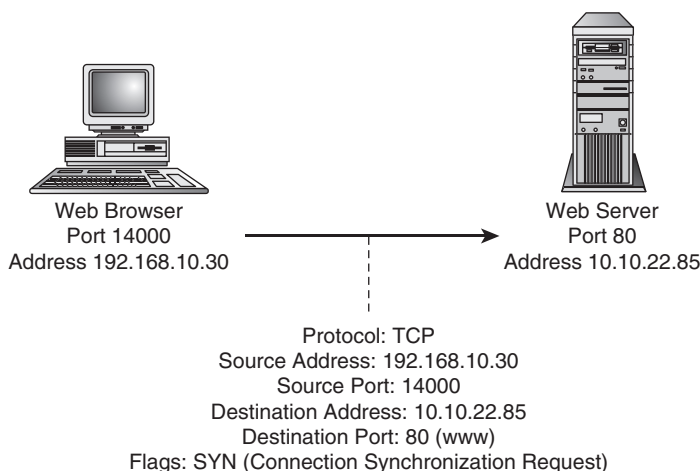 Web Browser
Port 14000
Address 192.168.10.30
Web Server
Port 80
Address 10.10.22.85
Protocol: TCP
Source Address: 192.168.10.30
Source Port: 14000
Destination Address: 10.10.22.85
Destination Port: 80 (www)
Flags: SYN (Connection Synchronization Request)